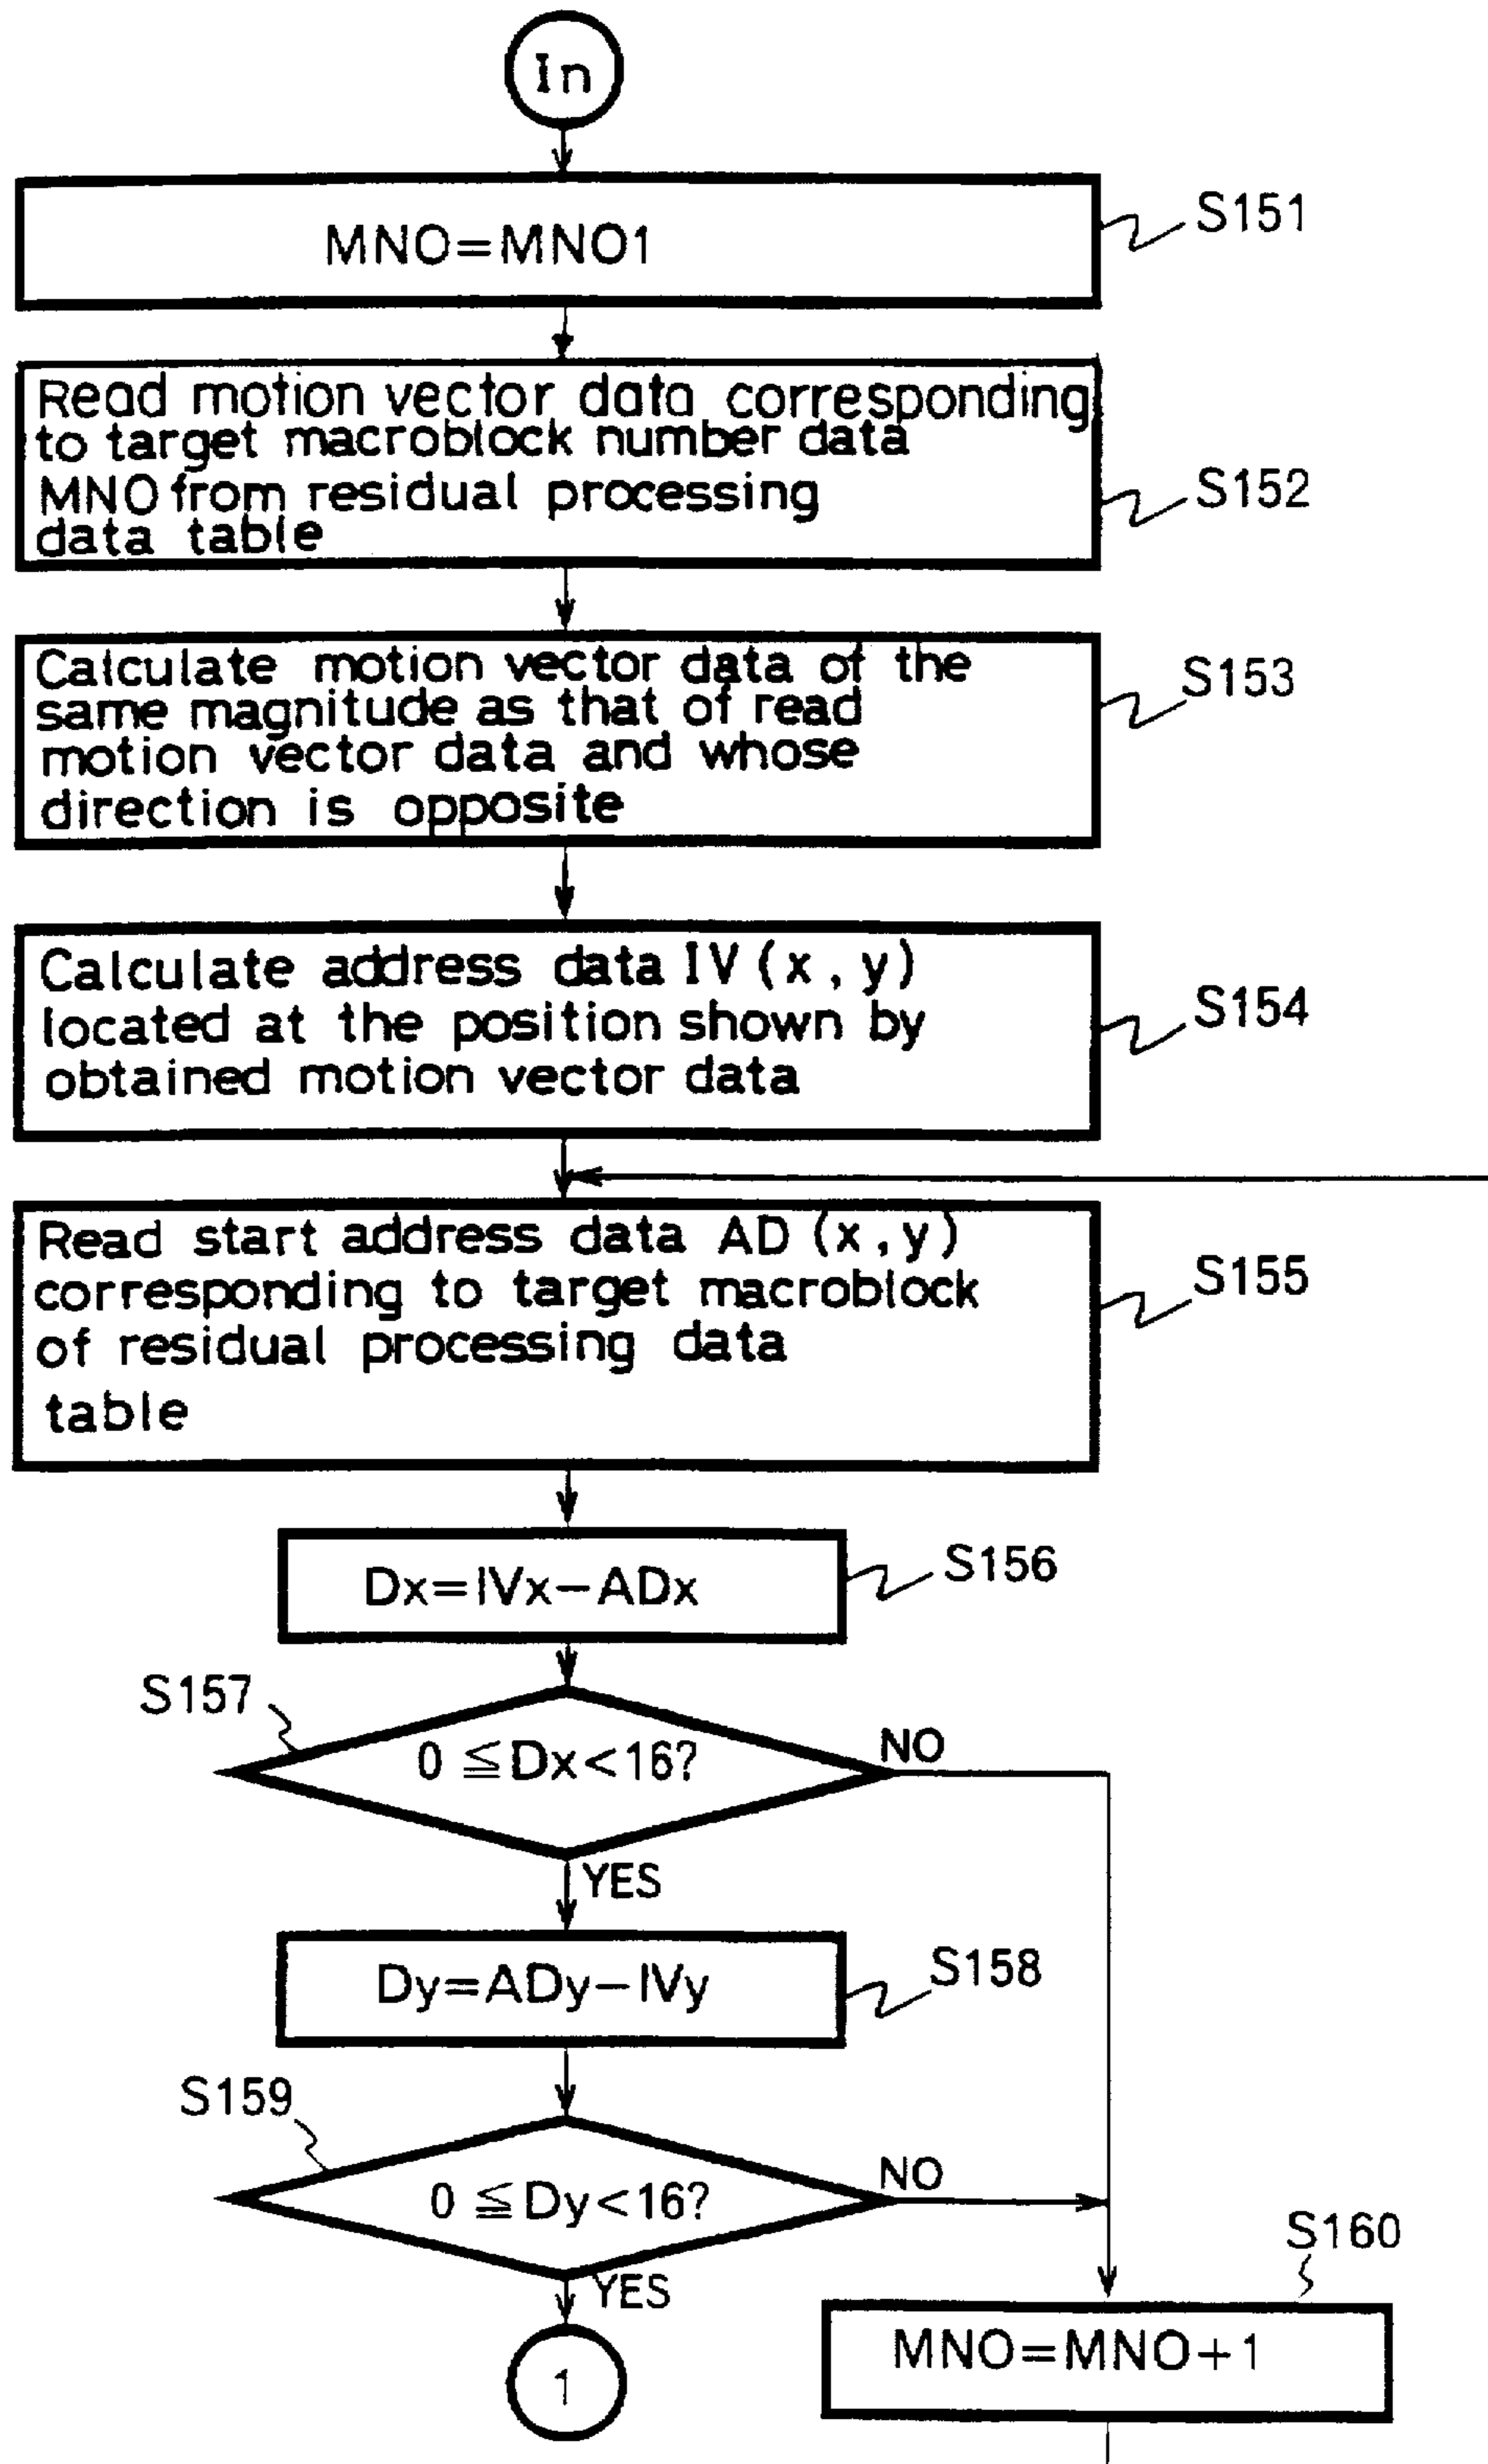 In
MNO=MNO1
S151
Read motion vector data corresponding
to target macroblock number data
MNO from residual processing
data table
S152
Calculate motion vector data of the
same magnitude as that of read
motion vector data and whose
direction is opposite
S153
Calculate address data IV (x, y)
located at the position shown by
obtained motion vector data
S154
Read start address data AD (x, y)
corresponding to target macroblock
of residual processing data
table
S155
Dx=IVx−ADx
S156
S157
0 ≦ Dx<16?
NO
YES
Dy=ADy−IVy
S158
S159
0 ≦ Dy<16?
NO
YES
S160
MNO=MNO+1
1